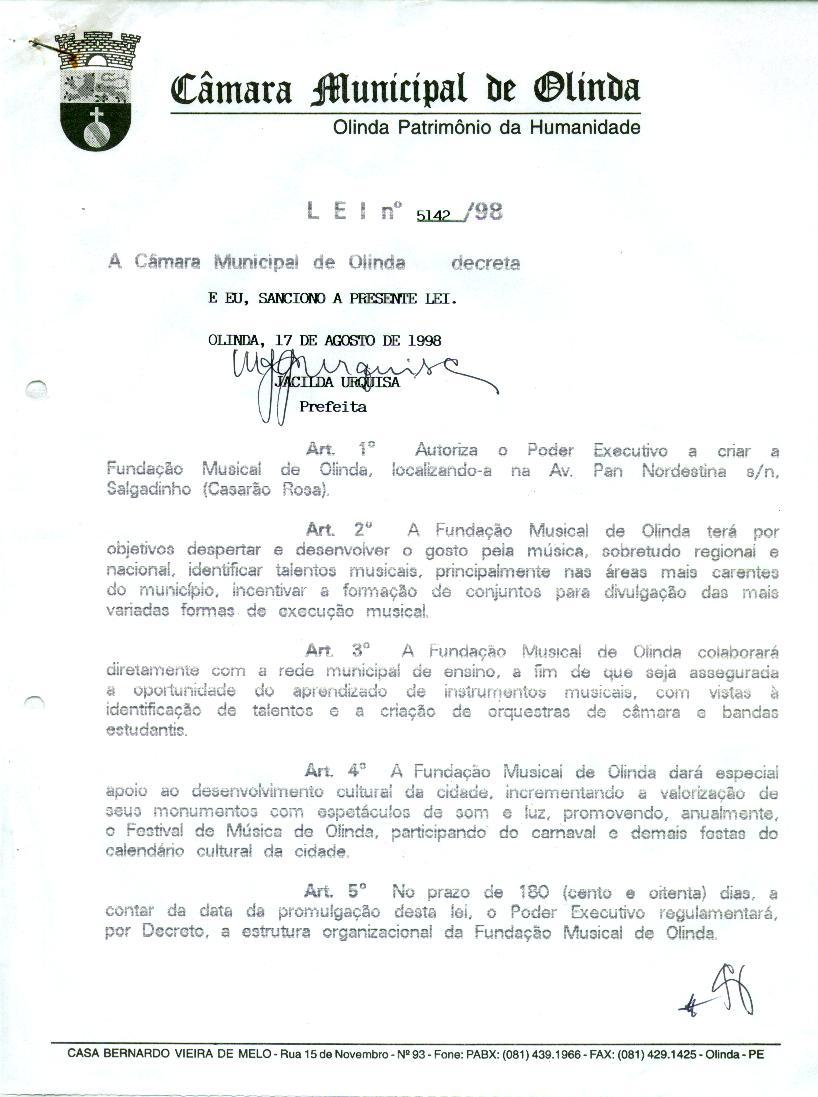 Câmara Municipal de Olinda
Olinda Patrimônio da Humanidade
L E I nº 5142 /98
A Câmara Municipal de Olinda decreta
E EU, SANCIONO A PRESENTE LEI.
OLINDA, 17 DE AGOSTO DE 1998
JACILDA URQUISA
Prefeita
Art. 1º Autoriza o Poder Executivo a criar a
Fundação Musical de Olinda, localizando-a na Av. Pan Nordestina s/n,
Salgadinho (Casarão Rosa).
Art. 2º A Fundação Musical de Olinda terá por
objetivos despertar e desenvolver o gosto pela música, sobretudo regional e
nacional, identificar talentos musicais, principalmente nas áreas mais carentes
do município, incentivar a formação de conjuntos para divulgação das mais
variadas formas de execução musical.
Art. 3º A Fundação Musical de Olinda colaborará
diretamente com a rede municipal de ensino, a fim de que seja assegurada
a oportunidade do aprendizado de instrumentos musicais, com vistas à
identificação de talentos e a criação de orquestras de câmara e bandas
estudantis.
Art. 4º A Fundação Musical de Olinda dará especial
apoio ao desenvolvimento cultural da cidade, incrementando a valorização de
seus monumentos com espetáculos de som e luz, promovendo, anualmente,
o Festival de Música de Olinda, participando do carnaval e demais festas do
calendário cultural da cidade.
Art. 5º No prazo de 180 (cento e oitenta) dias, a
contar da data da promulgação desta lei, o Poder Executivo regulamentará,
por Decreto, a estrutura organizacional da Fundação Musical de Olinda.
CASA BERNARDO VIEIRA DE MELO - Rua 15 de Novembro - Nº 93 - Fone: PABX: (081) 439.1966 - FAX: (081) 429.1425 - Olinda - PE